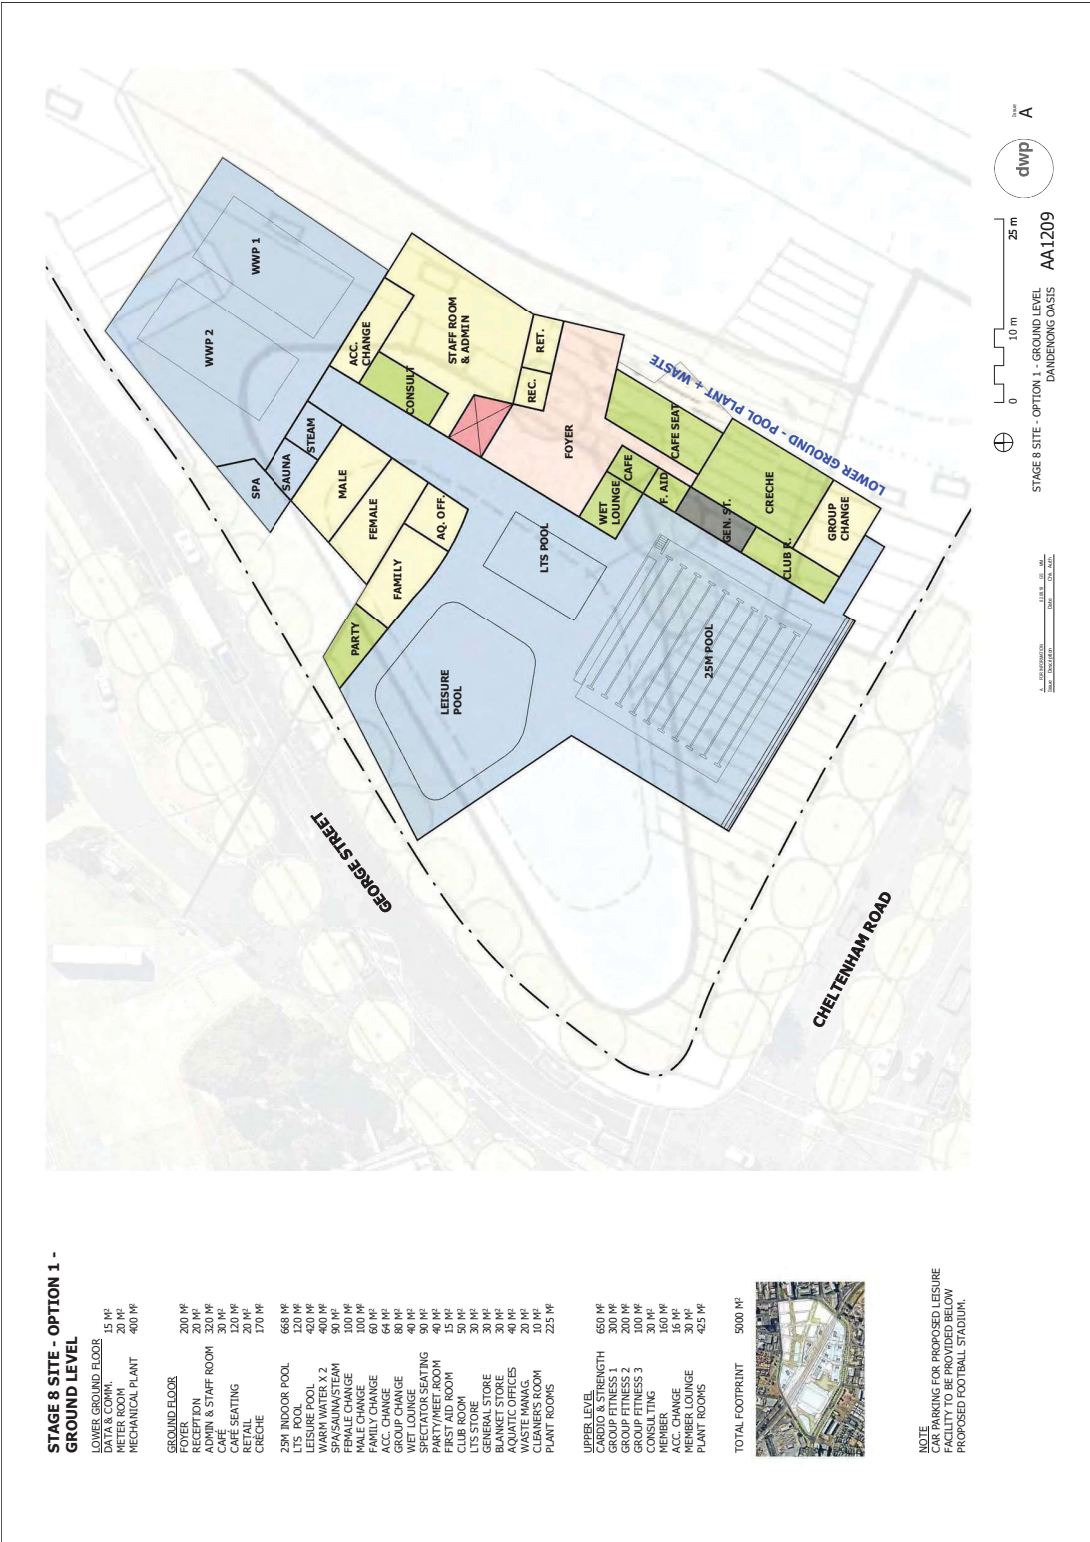 STAGE 8 SITE - OPTION 1 -
GROUND LEVEL
LOWER GROUND FLOOR
DATA & COMM. 15 M²
METER ROOM 20 M²
MECHANICAL PLANT 400 M²
GROUND FLOOR
FOYER 200 M²
RECEPTION 20 M²
ADMIN & STAFF ROOM 320 M²
CAFÉ 30 M²
CAFÉ SEATING 120 M²
RETAIL 20 M²
CRECHE 170 M²
25M INDOOR POOL 668 M²
LTS POOL 120 M²
LEISURE POOL 420 M²
WARM WATER X 2 400 M²
SPA/SAUNA/STEAM 90 M²
FEMALE CHANGE 100 M²
MALE CHANGE 100 M²
FAMILY CHANGE 60 M²
ACC. CHANGE 64 M²
GROUP CHANGE 80 M²
WET LOUNGE 40 M²
SPECTATOR SEATING 90 M²
PARTY/MEET.ROOM 40 M²
FIRST AID ROOM 15 M²
CLUB ROOM 50 M²
LTS STORE 30 M²
GENERAL STORE 30 M²
BLANKET STORE 30 M²
AQUATIC OFFICES 40 M²
WASTE MANAG. 20 M²
CLEANER'S ROOM 10 M²
PLANT ROOMS 225 M²
UPPER LEVEL
CARDIO & STRENGTH 650 M²
GROUP FITNESS 1 300 M²
GROUP FITNESS 2 200 M²
GROUP FITNESS 3 100 M²
CONSULTING 30 M²
MEMBER 160 M²
ACC. CHANGE 16 M²
MEMBER LOUNGE 30 M²
PLANT ROOMS 425 M²
TOTAL FOOTPRINT 5000 M²
NOTE
CAR PARKING FOR PROPOSED LEISURE
FACILITY TO BE PROVIDED BELOW
PROPOSED FOOTBALL STADIUM.
WWP 1
WWP 2
ACC.
CHANGE
STAFF ROOM
& ADMIN
CONSULT
RET.
REC.
STEAM
SAUNA
SPA
MALE
FEMALE
AQ. OFF.
FAMILY
PARTY
FOYER
CAFE SEAT
CAFE
WET
LOUNGE
F. AID
GEN. ST.
CRECHE
CLUB R.
GROUP
CHANGE
LTS POOL
LEISURE
POOL
25M POOL
LOWER GROUND - POOL PLANT + WASTE
GEORGE STREET
CHELTENHAM ROAD
A FOR INFORMATION
Issue Description Date Chk Auth
0 10 m 25 m
STAGE 8 SITE - OPTION 1 - GROUND LEVEL
DANDENONG OASIS
AA1209
dwp
Issue
A